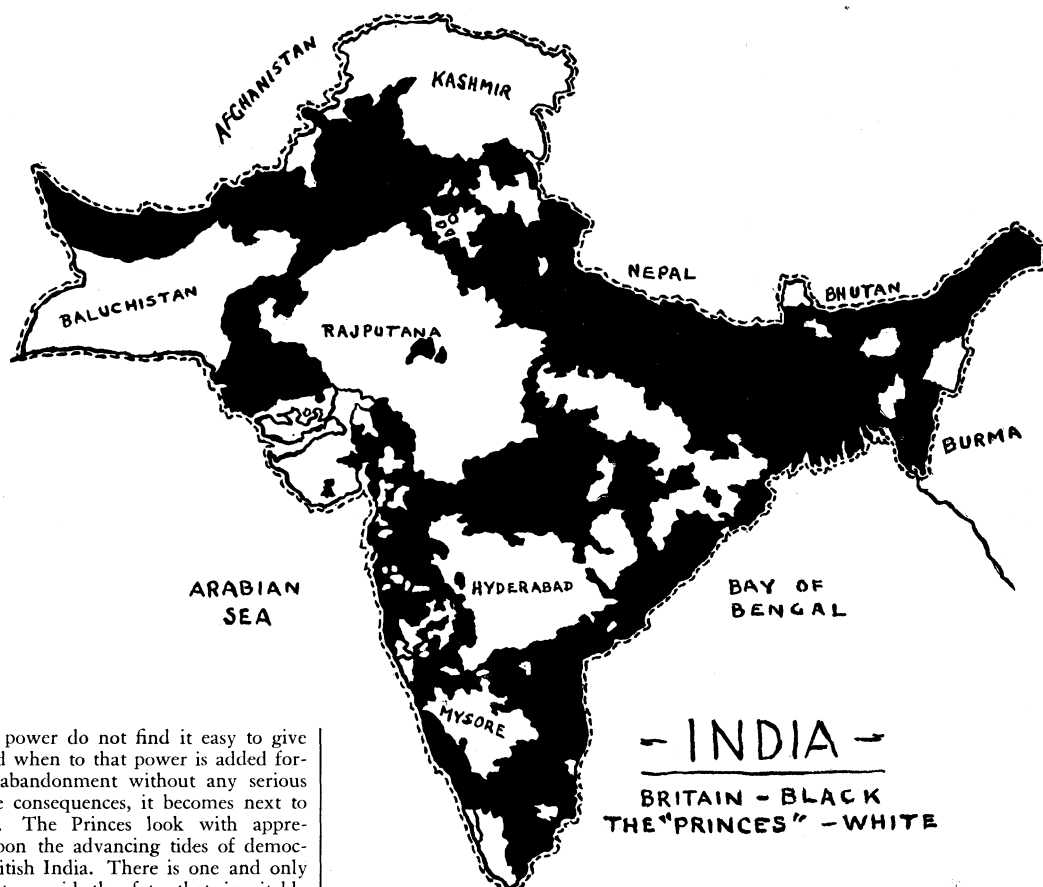 AFGHANISTAN
KASHMIR
NEPAL
BHUTAN
BALUCHISTAN
RAJPUTANA
BURMA
ARABIAN
SEA
HYDERABAD
BAY OF
BENGAL
MYSORE
- INDIA -
BRITAIN - BLACK
THE "PRINCES" - WHITE
power do not find it easy to give
d when to that power is added for-
abandonment without any serious
e consequences, it becomes next to
. The Princes look with appre-
pon the advancing tides of democ-
itish India. There is one and only